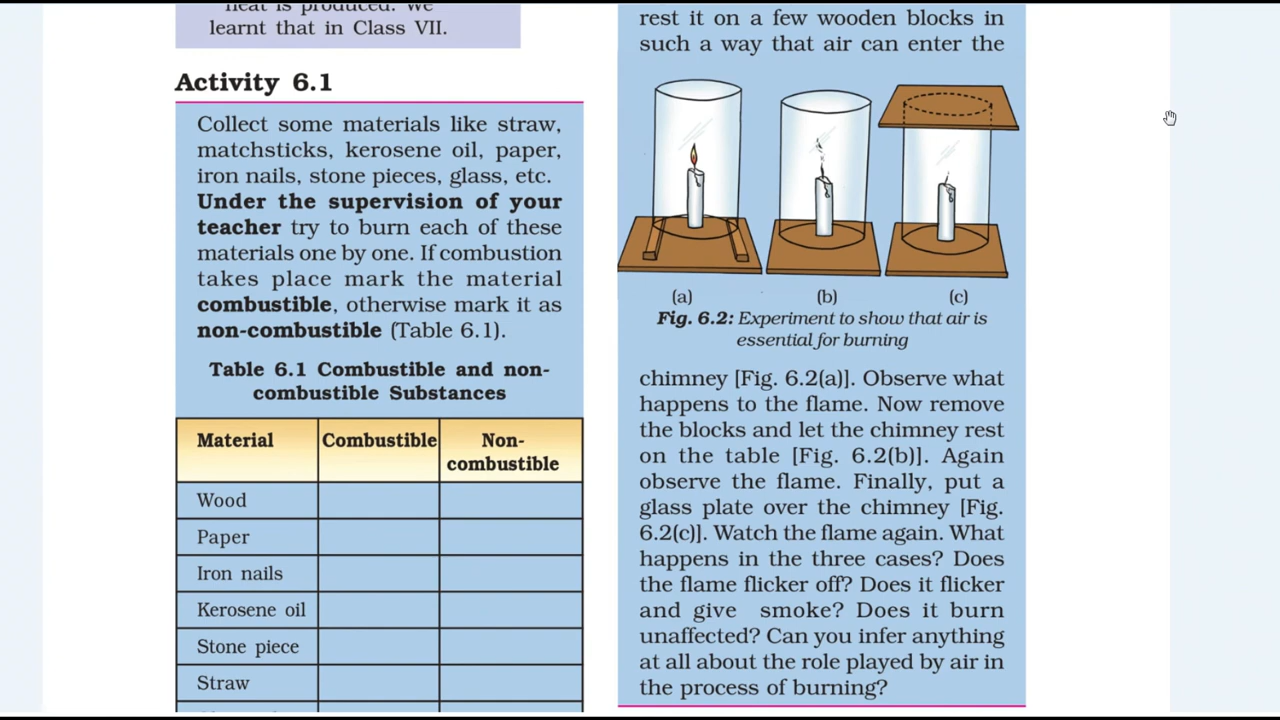 heat is produced. We
learnt that in Class VII.
Activity 6.1
Collect some materials like straw,
matchsticks, kerosene oil, paper,
iron nails, stone pieces, glass, etc.
Under the supervision of your
teacher try to burn each of these
materials one by one. If combustion
takes place mark the material
combustible, otherwise mark it as
non-combustible (Table 6.1).
Table 6.1 Combustible and non-
combustible Substances
Material Combustible Non-
combustible
Wood
Paper
Iron nails
Kerosene oil
Stone piece
Straw
rest it on a few wooden blocks in
such a way that air can enter the
(a) (b) (c)
Fig. 6.2: Experiment to show that air is
essential for burning
chimney [Fig. 6.2(a)]. Observe what
happens to the flame. Now remove
the blocks and let the chimney rest
on the table [Fig. 6.2(b)]. Again
observe the flame. Finally, put a
glass plate over the chimney [Fig.
6.2(c)]. Watch the flame again. What
happens in the three cases? Does
the flame flicker off? Does it flicker
and give smoke? Does it burn
unaffected? Can you infer anything
at all about the role played by air in
the process of burning?